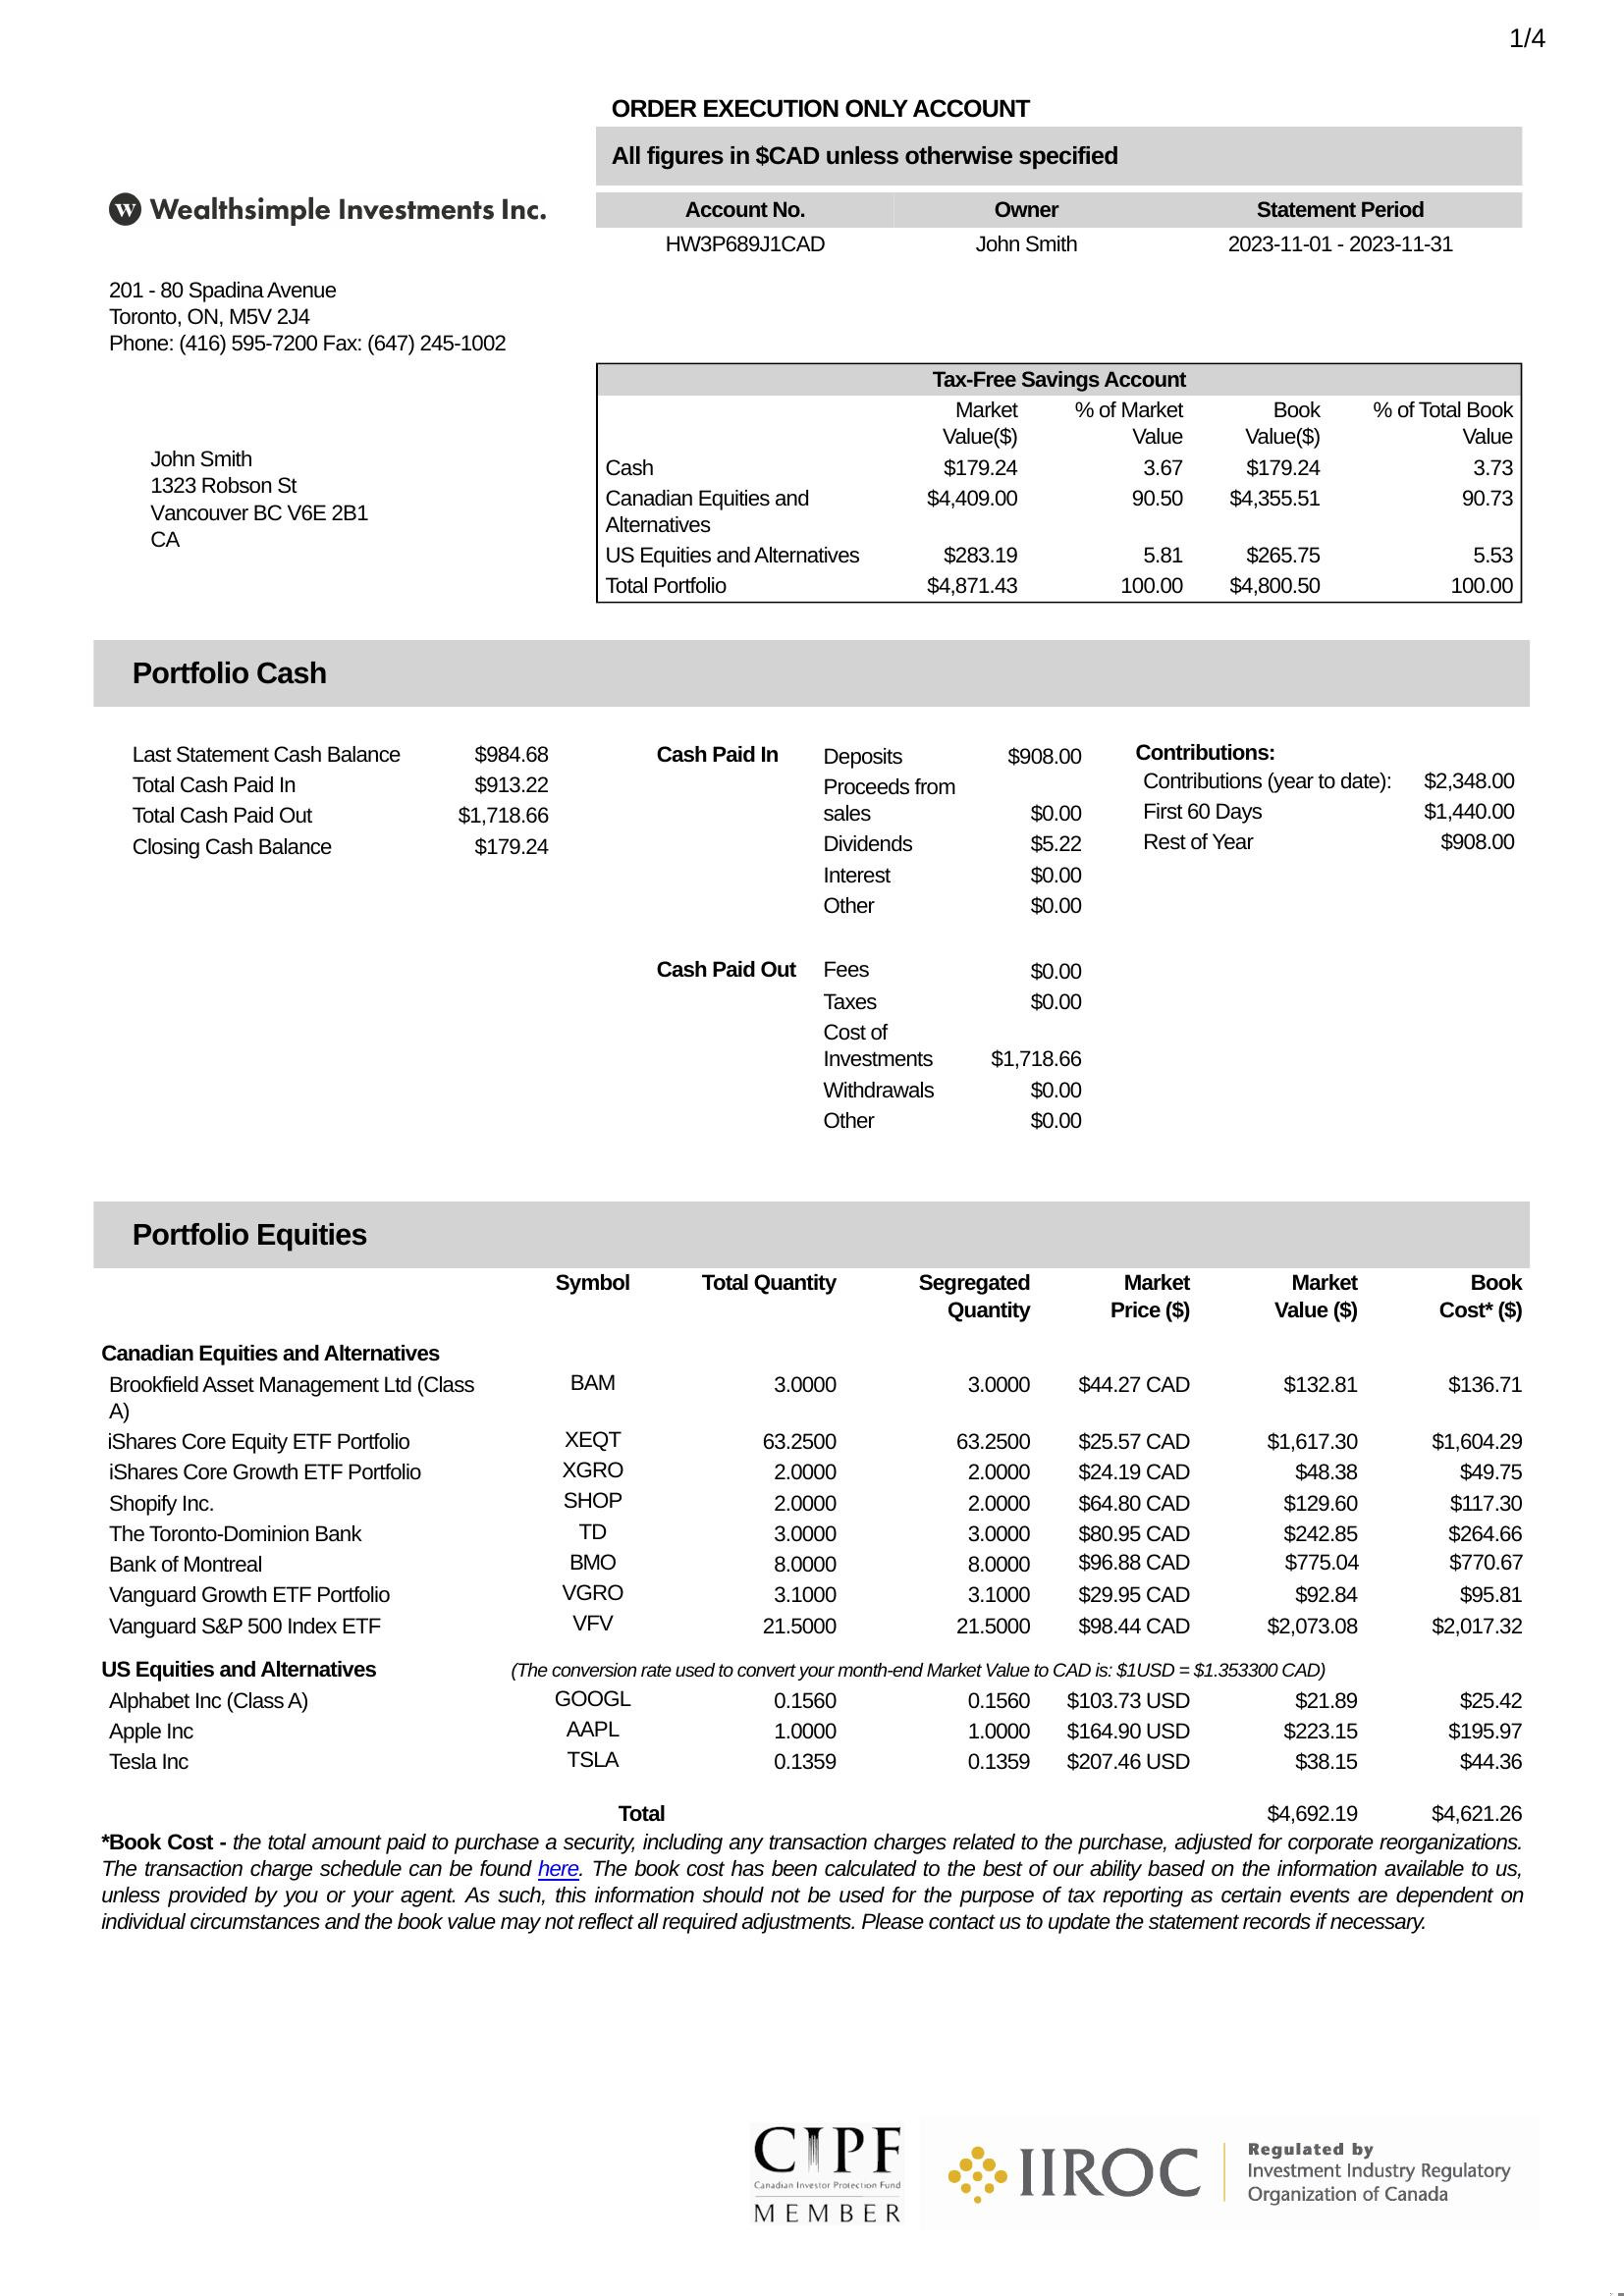 1/4
ORDER EXECUTION ONLY ACCOUNT
All figures in $CAD unless otherwise specified
W Wealthsimple Investments Inc.
Account No. Owner Statement Period
HW3P689J1CAD John Smith 2023-11-01 - 2023-11-31
201 - 80 Spadina Avenue
Toronto, ON, M5V 2J4
Phone: (416) 595-7200 Fax: (647) 245-1002
John Smith
1323 Robson St
Vancouver BC V6E 2B1
CA
Tax-Free Savings Account
Market % of Market Book % of Total Book
Value($) Value Value($) Value
Cash $179.24 3.67 $179.24 3.73
Canadian Equities and $4,409.00 90.50 $4,355.51 90.73
Alternatives
US Equities and Alternatives $283.19 5.81 $265.75 5.53
Total Portfolio $4,871.43 100.00 $4,800.50 100.00
Portfolio Cash
Last Statement Cash Balance $984.68
Total Cash Paid In $913.22
Total Cash Paid Out $1,718.66
Closing Cash Balance $179.24
Cash Paid In Deposits $908.00
Proceeds from
sales $0.00
Dividends $5.22
Interest $0.00
Other $0.00
Cash Paid Out Fees $0.00
Taxes $0.00
Cost of
Investments $1,718.66
Withdrawals $0.00
Other $0.00
Contributions:
Contributions (year to date): $2,348.00
First 60 Days $1,440.00
Rest of Year $908.00
Portfolio Equities
Symbol Total Quantity Segregated Market Market Book
Quantity Price ($) Value ($) Cost* ($)
Canadian Equities and Alternatives
Brookfield Asset Management Ltd (Class BAM 3.0000 3.0000 $44.27 CAD $132.81 $136.71
A)
iShares Core Equity ETF Portfolio XEQT 63.2500 63.2500 $25.57 CAD $1,617.30 $1,604.29
iShares Core Growth ETF Portfolio XGRO 2.0000 2.0000 $24.19 CAD $48.38 $49.75
Shopify Inc. SHOP 2.0000 2.0000 $64.80 CAD $129.60 $117.30
The Toronto-Dominion Bank TD 3.0000 3.0000 $80.95 CAD $242.85 $264.66
Bank of Montreal BMO 8.0000 8.0000 $96.88 CAD $775.04 $770.67
Vanguard Growth ETF Portfolio VGRO 3.1000 3.1000 $29.95 CAD $92.84 $95.81
Vanguard S&P 500 Index ETF VFV 21.5000 21.5000 $98.44 CAD $2,073.08 $2,017.32
US Equities and Alternatives (The conversion rate used to convert your month-end Market Value to CAD is: $1USD = $1.353300 CAD)
Alphabet Inc (Class A) GOOGL 0.1560 0.1560 $103.73 USD $21.89 $25.42
Apple Inc AAPL 1.0000 1.0000 $164.90 USD $223.15 $195.97
Tesla Inc TSLA 0.1359 0.1359 $207.46 USD $38.15 $44.36
Total $4,692.19 $4,621.26
*Book Cost - the total amount paid to purchase a security, including any transaction charges related to the purchase, adjusted for corporate reorganizations.
The transaction charge schedule can be found here. The book cost has been calculated to the best of our ability based on the information available to us,
unless provided by you or your agent. As such, this information should not be used for the purpose of tax reporting as certain events are dependent on
individual circumstances and the book value may not reflect all required adjustments. Please contact us to update the statement records if necessary.
CIPF
Canadian Investor Protection Fund
MEMBER
IIROC
Regulated by
Investment Industry Regulatory
Organization of Canada